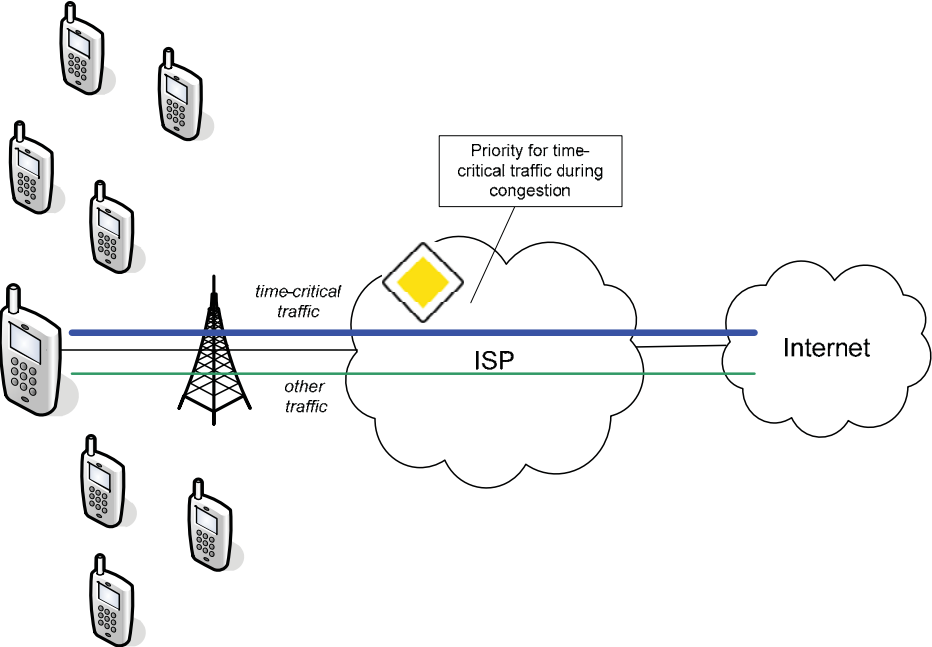 Priority for time-
critical traffic during
congestion
time-critical
traffic
ISP
Internet
other
traffic